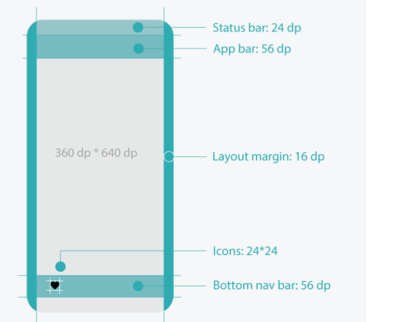 Status bar: 24 dp
App bar: 56 dp
360 dp * 640 dp
Layout margin: 16 dp
Icons: 24*24
Bottom nav bar: 56 dp